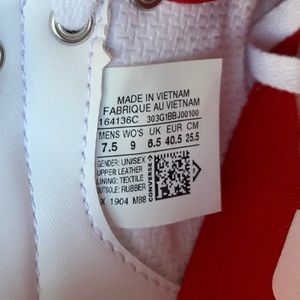 MADE IN VIETNAM
FABRIQUE AU VIETNAM
164136C 303G1BBJ00100
MENS WO'S UK EUR CM
7.5 9 6.5 40.5 25.5
GENDER: UNISEX
UPPER: LEATHER
LINING: TEXTILE
OUTSOLE: RUBBER
CONVERSE
X 1904 M88